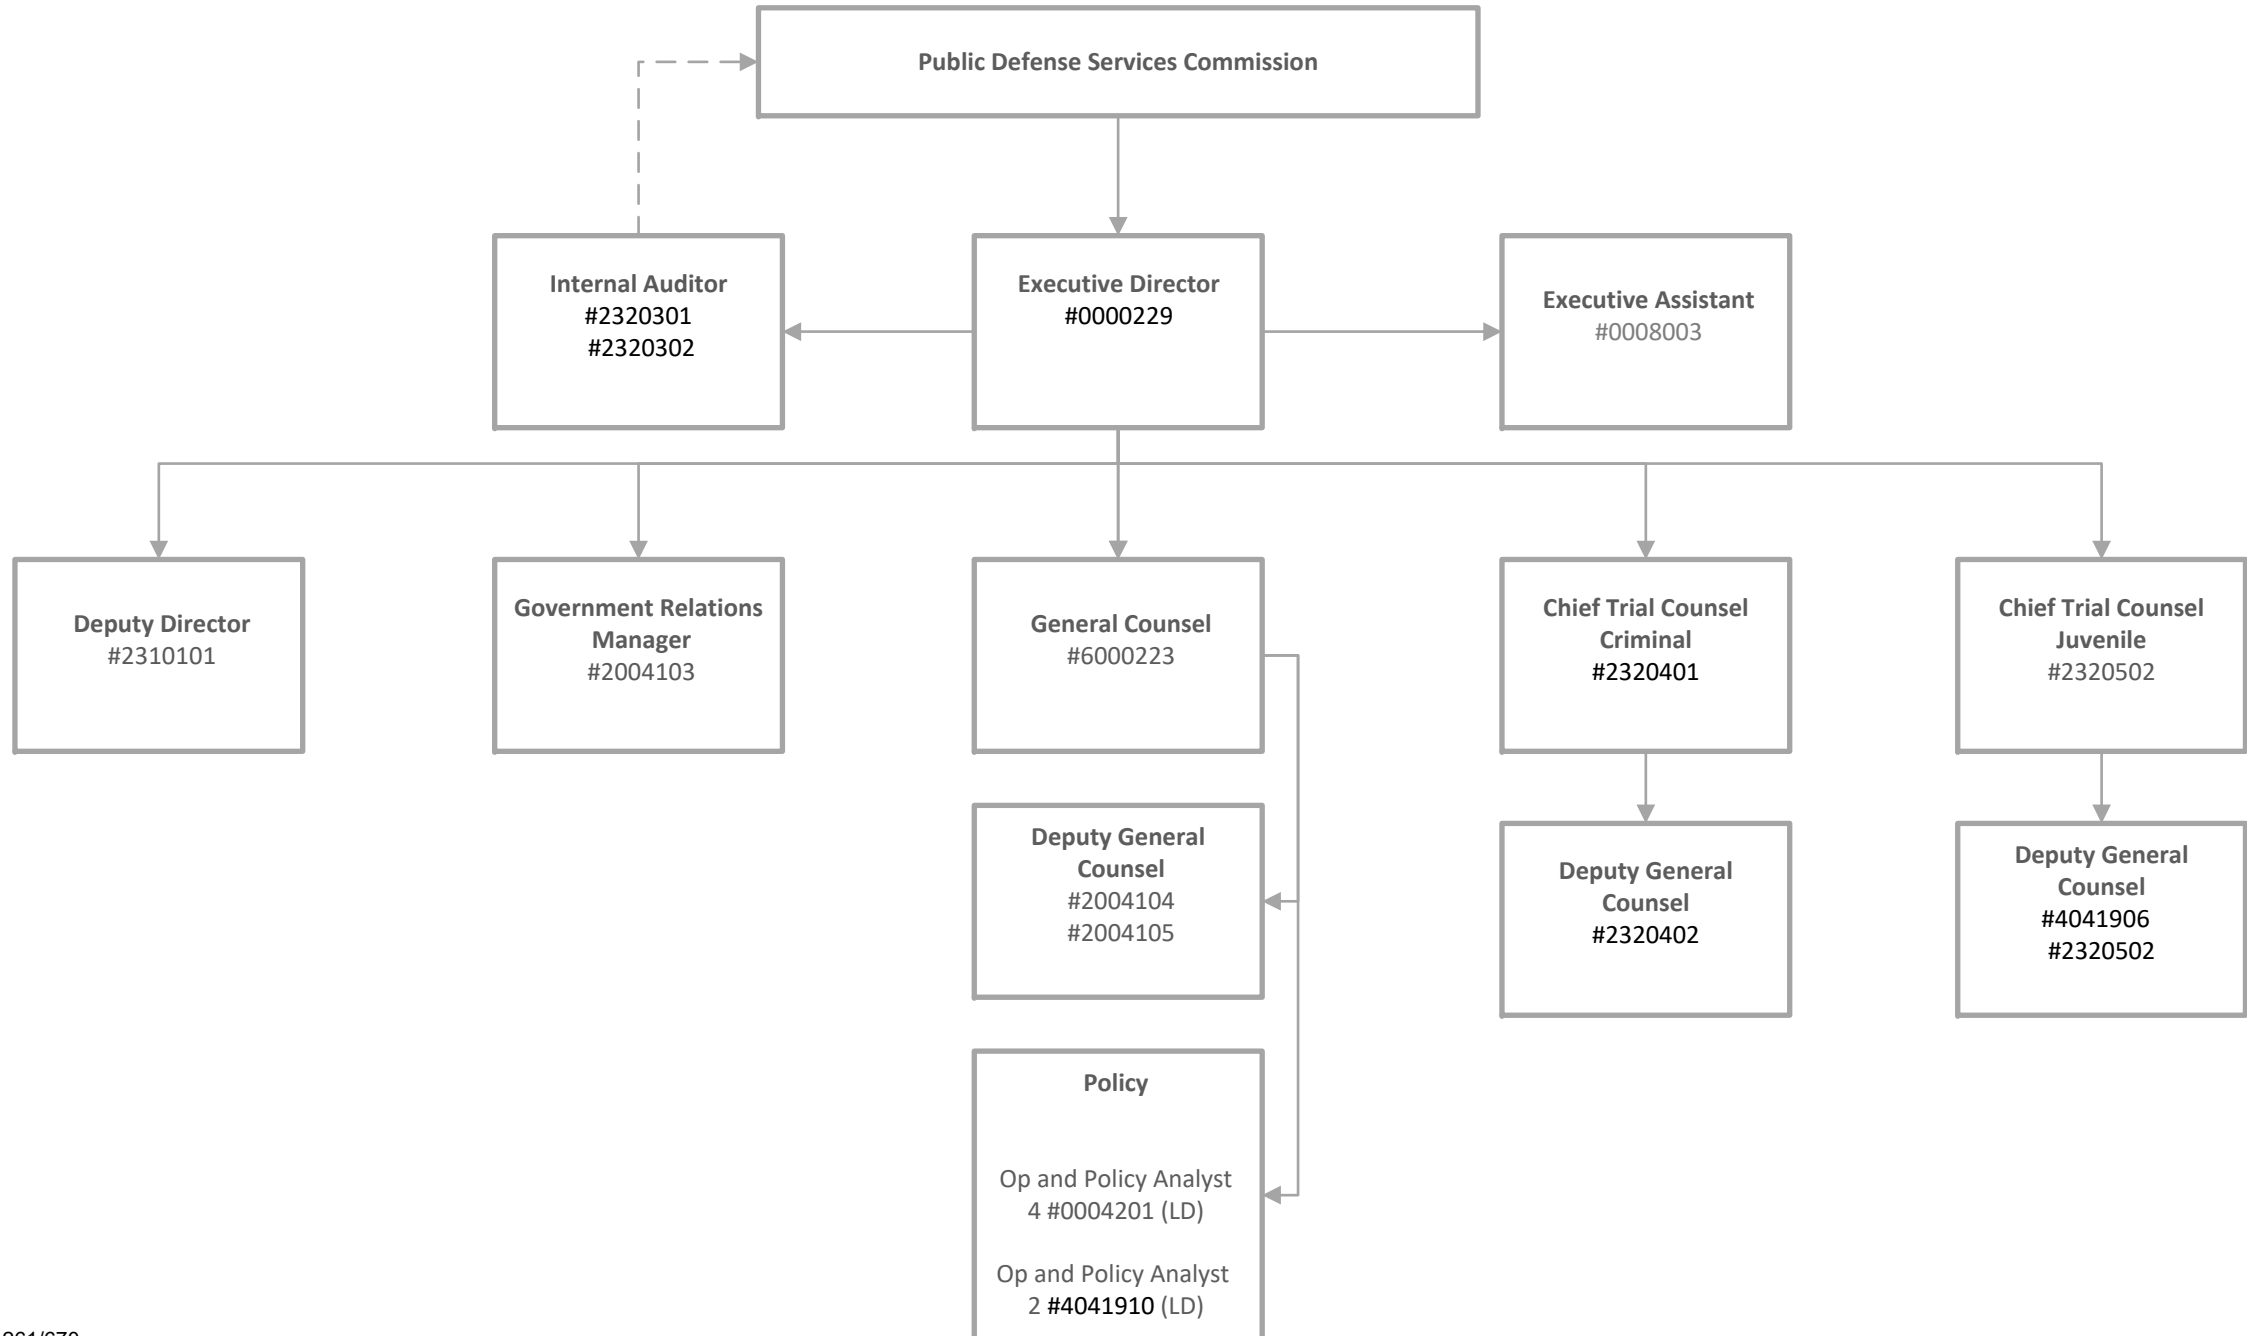 Public Defense Services Commission
Internal Auditor
#2320301
#2320302
Executive Director
#0000229
Executive Assistant
#0008003
Deputy Director
#2310101
Government Relations
Manager
#2004103
General Counsel
#6000223
Chief Trial Counsel
Criminal
#2320401
Chief Trial Counsel
Juvenile
#2320502
Deputy General
Counsel
#2004104
#2004105
Deputy General
Counsel
#2320402
Deputy General
Counsel
#4041906
#2320502
Policy
Op and Policy Analyst
4 #0004201 (LD)
Op and Policy Analyst
2 #4041910 (LD)